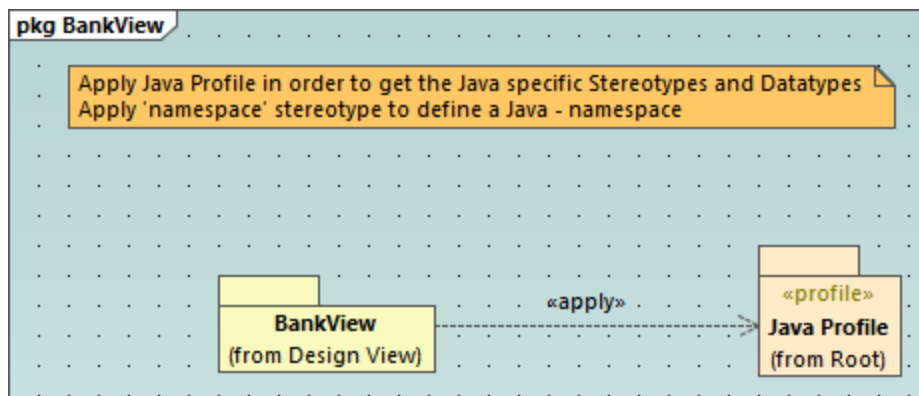 pkg BankView
Apply Java Profile in order to get the Java specific Stereotypes and Datatypes
Apply 'namespace' stereotype to define a Java - namespace
«apply»
BankView
(from Design View)
«profile»
Java Profile
(from Root)